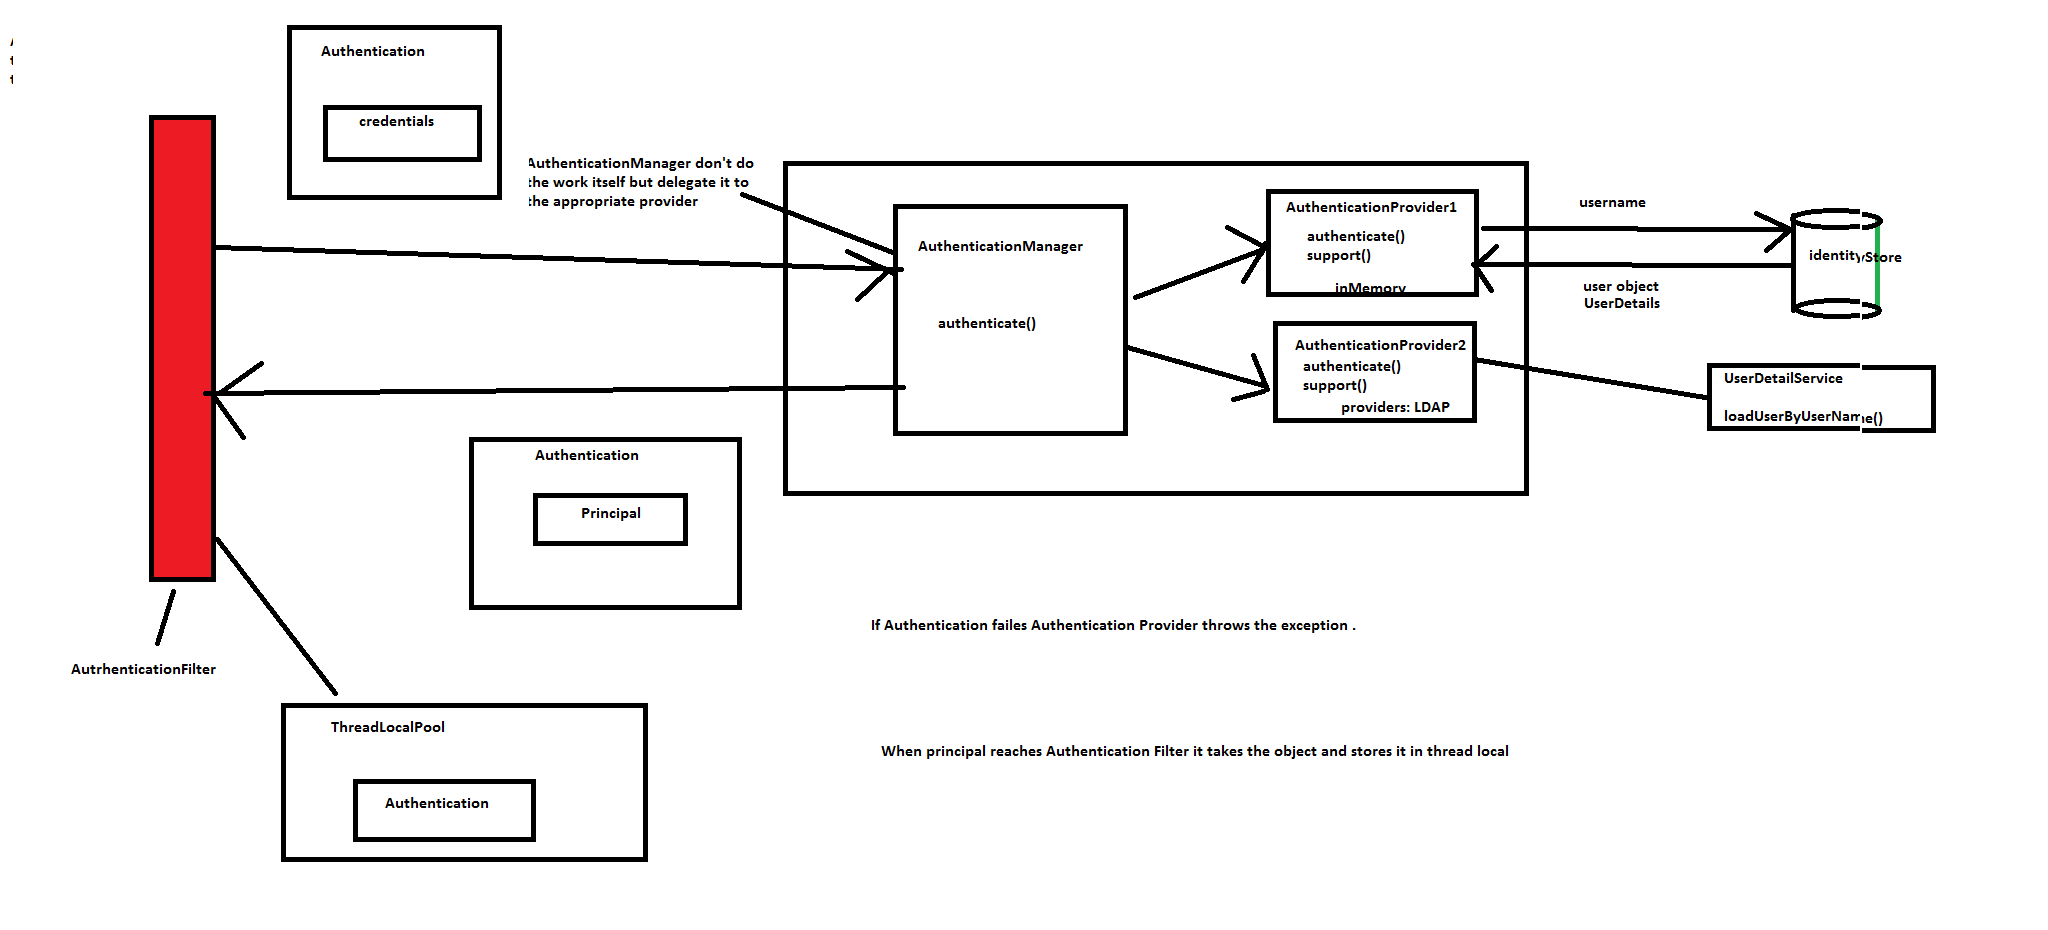 Authentication
credentials
AuthenticationManager don't do
the work itself but delegate it to
the appropriate provider
AuthenticationManager
authenticate()
AuthenticationProvider1
authenticate()
support()
inMemory
username
identityStore
user object
UserDetails
AuthenticationProvider2
authenticate()
support()
providers: LDAP
UserDetailService
loadUserByUserName()
Authentication
Principal
If Authentication failes Authentication Provider throws the exception .
AutrhenticationFilter
ThreadLocalPool
Authentication
When principal reaches Authentication Filter it takes the object and stores it in thread local